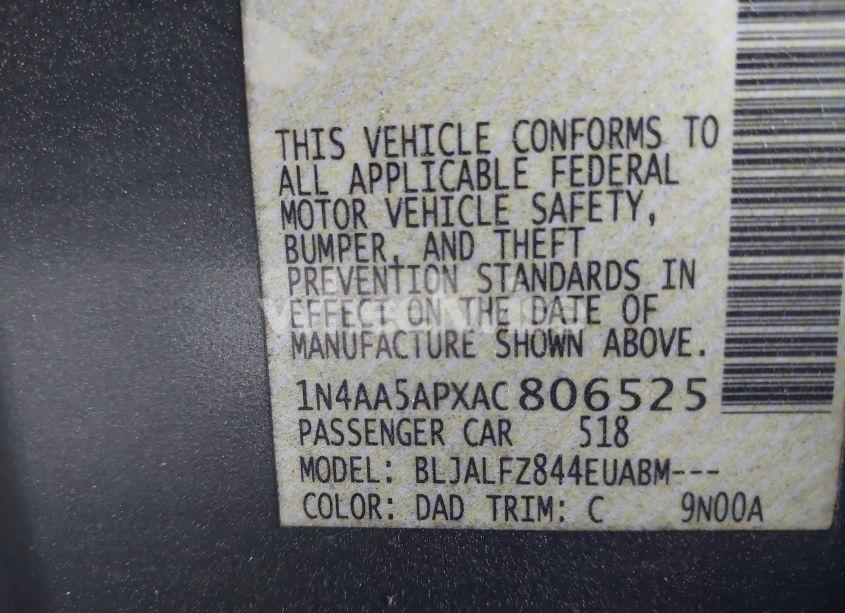 THIS VEHICLE CONFORMS TO
ALL APPLICABLE FEDERAL
MOTOR VEHICLE SAFETY,
BUMPER, AND THEFT
PREVENTION STANDARDS IN
EFFECT ON THE DATE OF
MANUFACTURE SHOWN ABOVE.
1N4AA5APXAC806525
PASSENGER CAR 518
MODEL: BLJALFZ844EUABM---
COLOR: DAD TRIM: C 9N00A